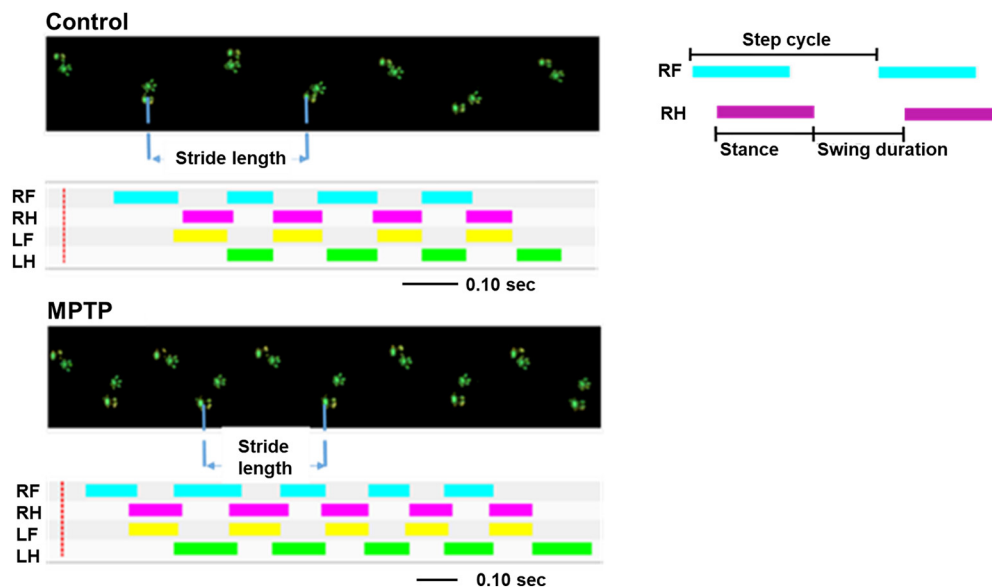 Control
Stride length
RF
RH
LF
LH
0.10 sec
MPTP
Stride
length
RF
RH
LF
LH
0.10 sec
Step cycle
RF
RH
Stance
Swing duration